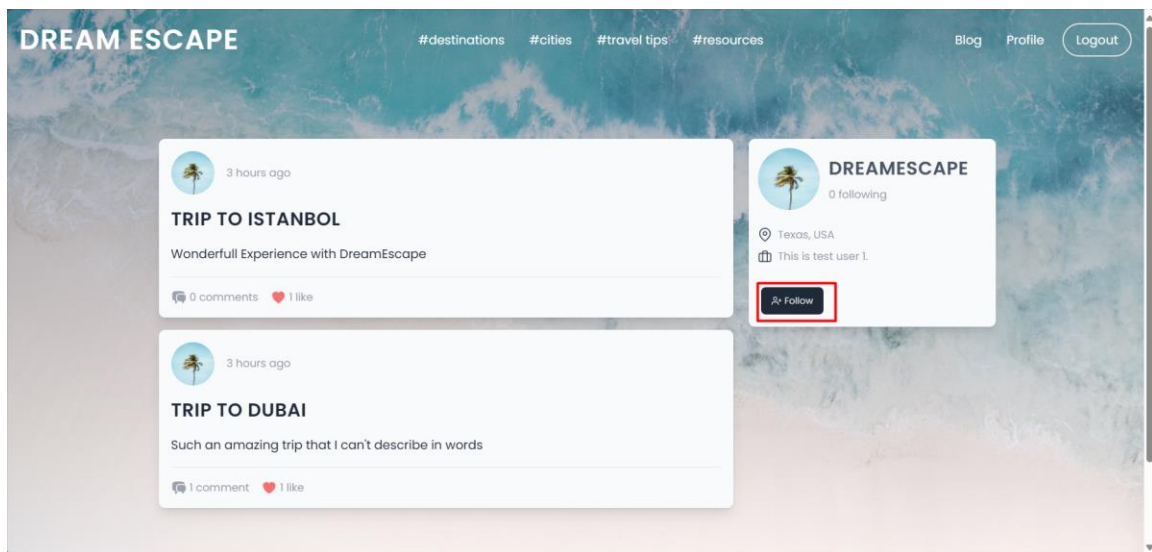 DREAM ESCAPE
#destinations #cities #travel tips #resources
Blog Profile Logout
3 hours ago
TRIP TO ISTANBOL
Wonderfull Experience with DreamEscape
0 comments 1 like
3 hours ago
TRIP TO DUBAI
Such an amazing trip that I can't describe in words
1 comment 1 like
DREAMESCAPE
0 following
Texas, USA
This is test user 1.
Follow